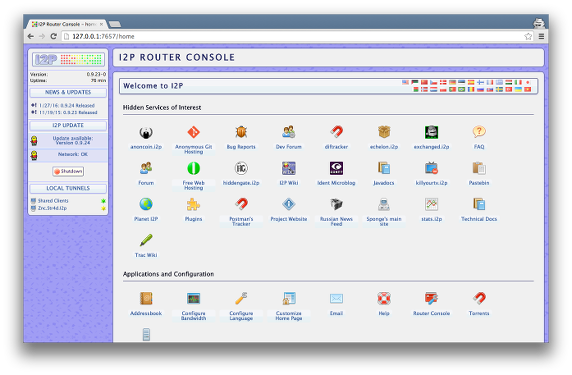 I2P Router Console - Home
127.0.0.1:7657/home
I2P
I2P ROUTER CONSOLE
Version: 0.9.23-0
Uptime: 70 min
NEWS & UPDATES
1/27/16: 0.9.24 Released
11/19/15: 0.9.23 Released
I2P UPDATE
Update available:
Version 0.9.24
Network: OK
Shutdown
LOCAL TUNNELS
Shared Clients
Znc.Str4d.I2p
Welcome to I2P
Hidden Services of Interest
anoncoin.i2p
Anonymous Git
Hosting
Bug Reports
Dev Forum
diftracker
echelon.i2p
exchanged.i2p
FAQ
Forum
Free Web
Hosting
hiddengate.i2p
I2P Wiki
Ident Microblog
Javadocs
killyourtv.i2p
Pastebin
Planet I2P
Plugins
Postman's
Tracker
Project Website
Russian News
Feed
Sponge's main
site
stats.i2p
Technical Docs
Trac Wiki
Applications and Configuration
Addressbook
Configure
Bandwidth
Configure
Language
Customize
Home Page
Email
Help
Router Console
Torrents